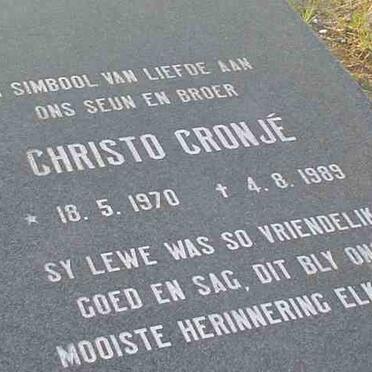 SIMBOOL VAN LIEFDE AAN
ONS SEUN EN BROER
CHRISTO CRONJÉ
* 18. 5. 1970 ✝ 4. 8. 1989
SY LEWE WAS SO VRIENDELIK
GOED EN SAG, DIT BLY ONS
MOOISTE HERINNERING ELK